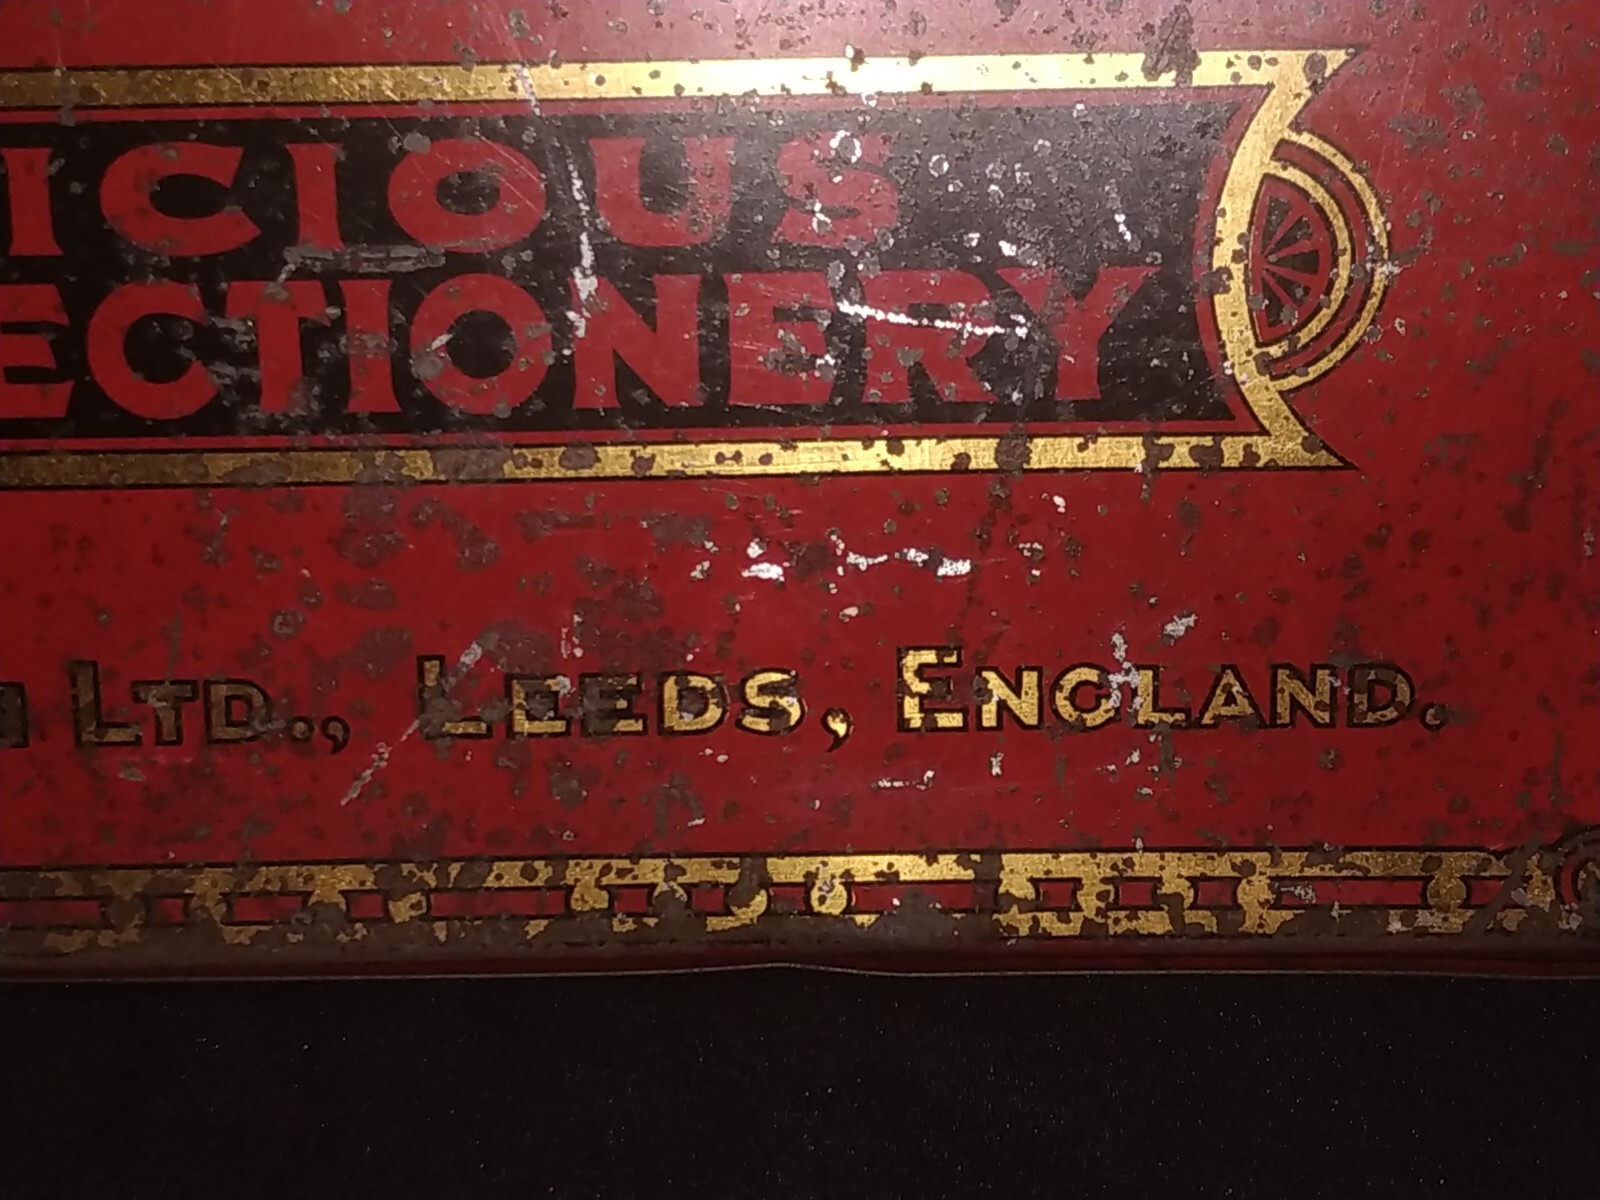 ICIOUS
ECTIONERY
LTD., LEEDS, ENGLAND.